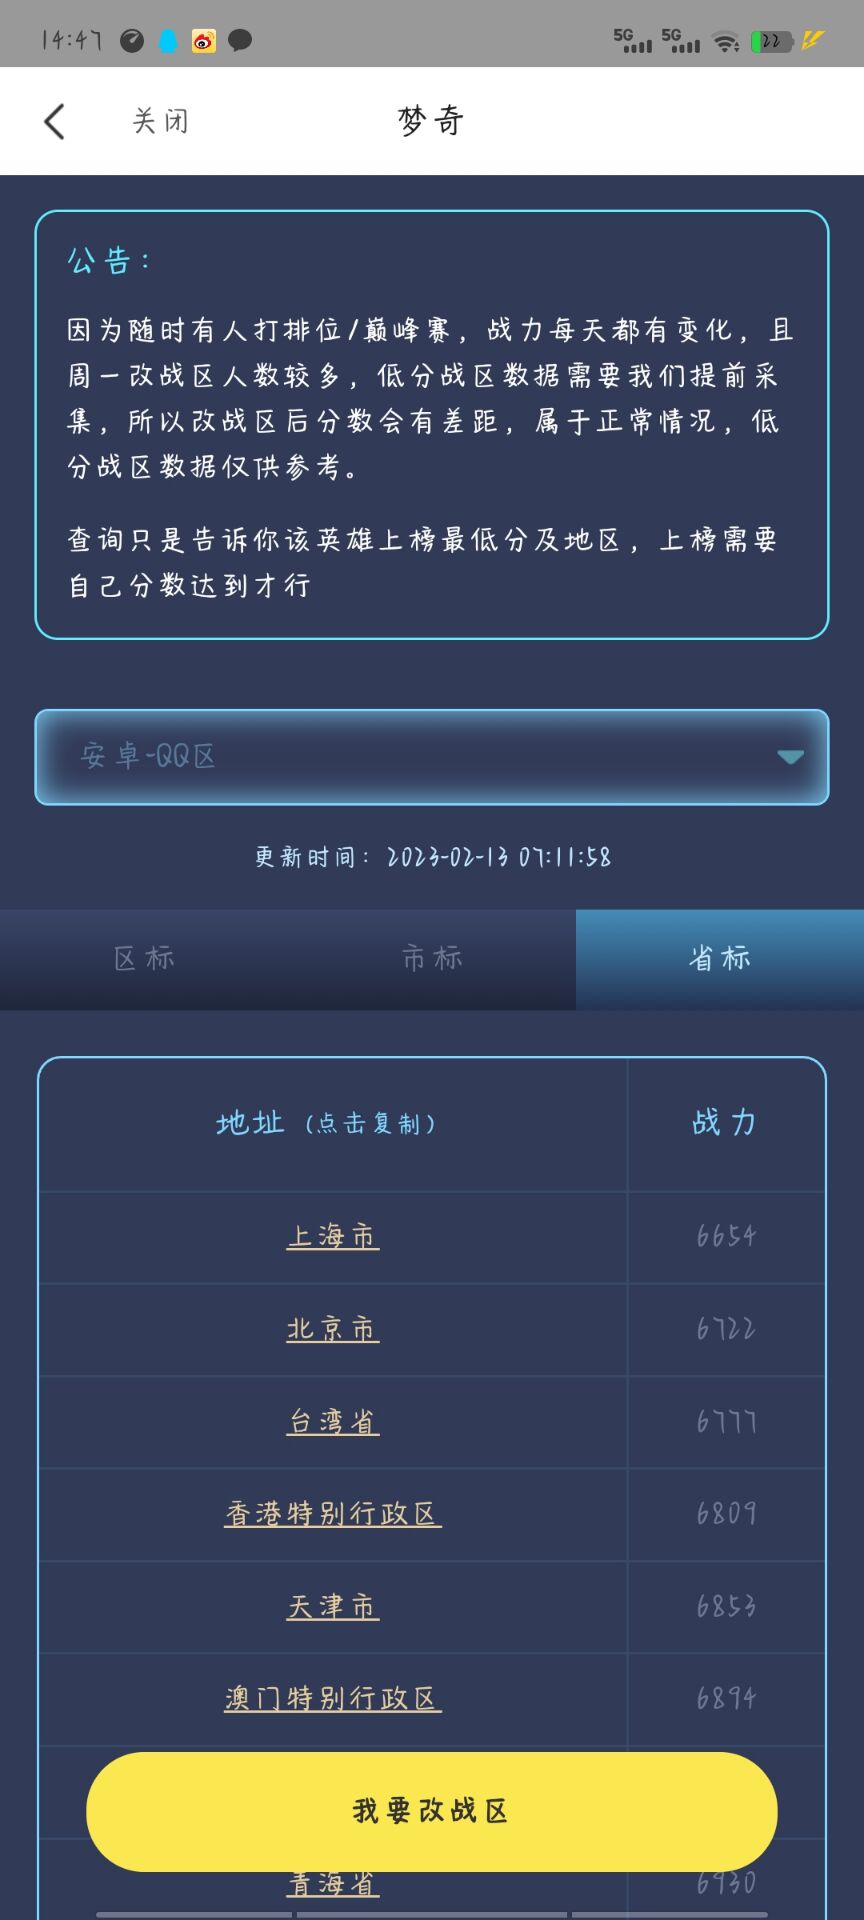 14:47
5G 5G 22
关闭
梦奇
公告：
因为随时有人打排位/巅峰赛，战力每天都有变化，且
周一改战区人数较多，低分战区数据需要我们提前采
集，所以改战区后分数会有差距，属于正常情况，低
分战区数据仅供参考。
查询只是告诉你该英雄上榜最低分及地区，上榜需要
自己分数达到才行
安卓-QQ区
更新时间：2023-02-13 07:11:58
区标 市标 省标
地址（点击复制） 战力
上海市 6654
北京市 6722
台湾省 6777
香港特别行政区 6809
天津市 6853
澳门特别行政区 6894
我要改战区
青海省 6930